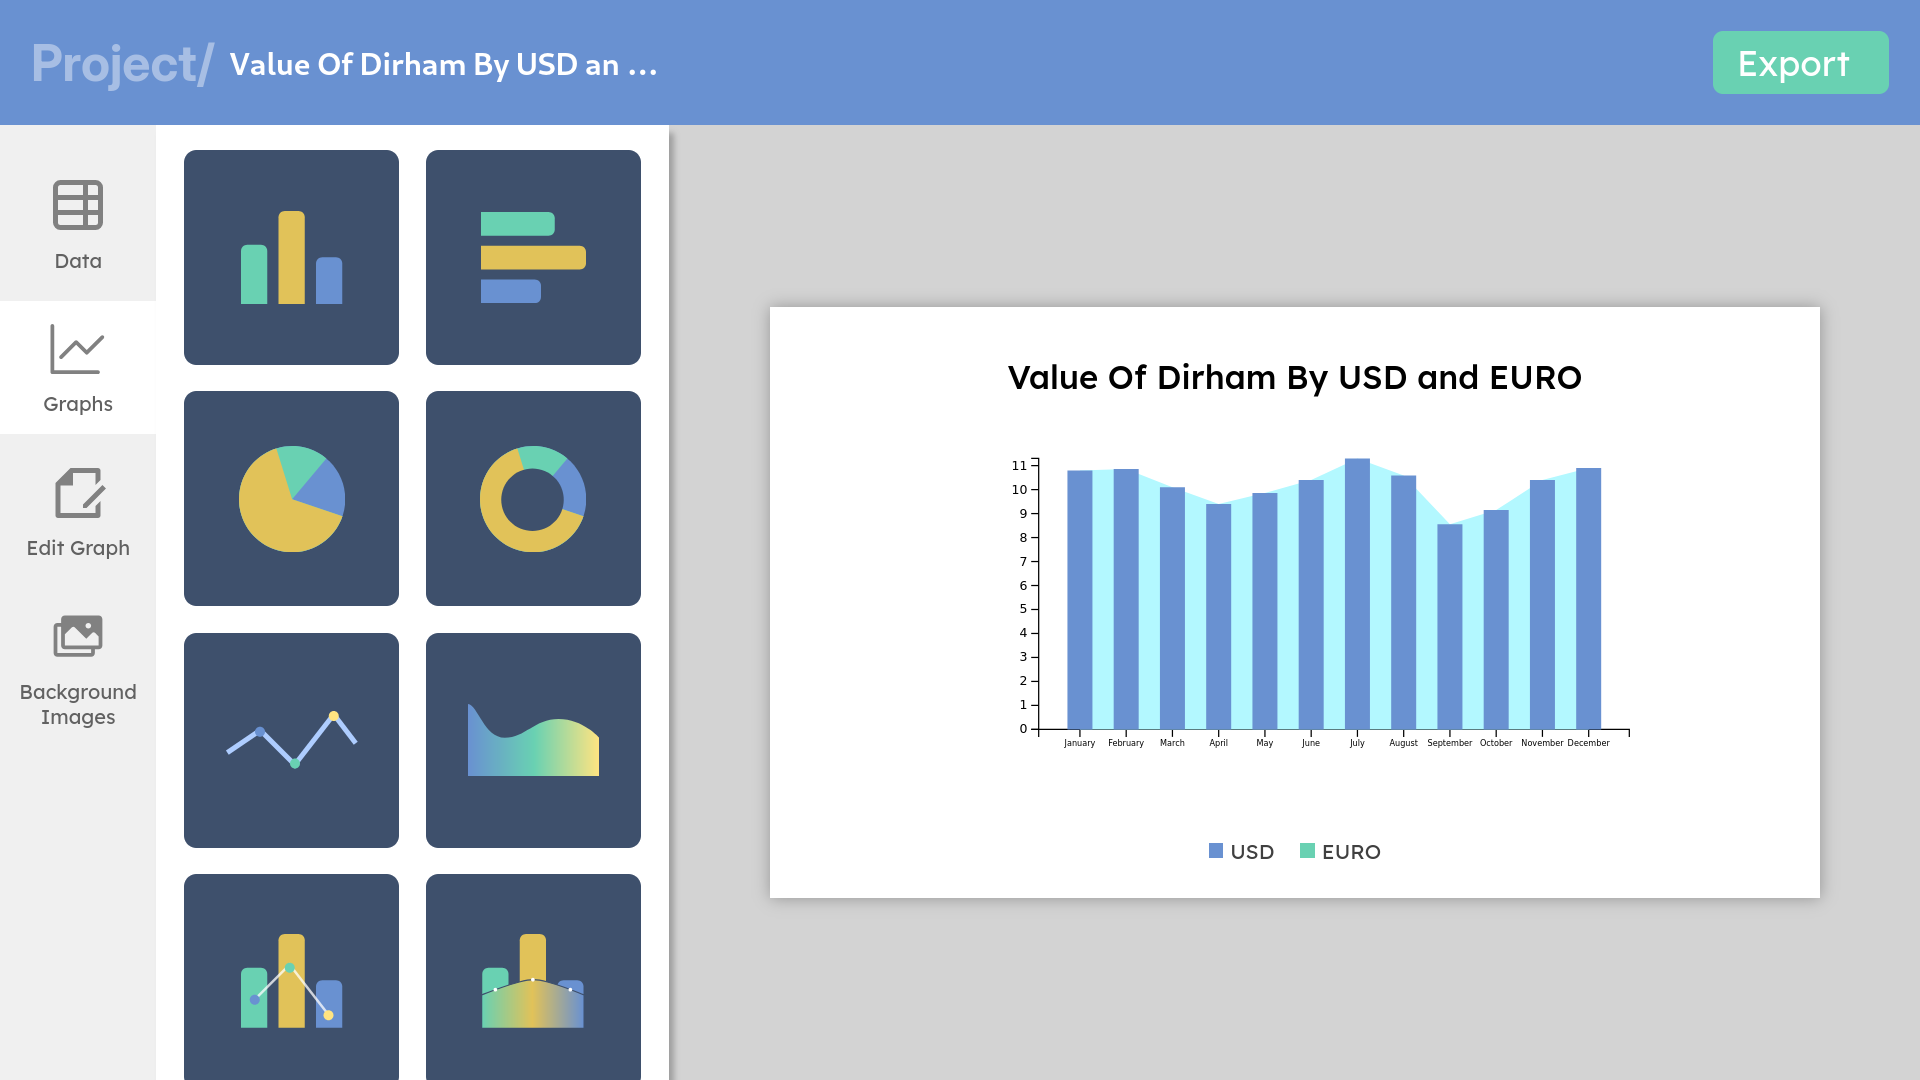 Project/ Value Of Dirham By USD an ...
Export
Data
Graphs
Edit Graph
Background
Images
Value Of Dirham By USD and EURO
11
10
9
8
7
6
5
4
3
2
1
0
January February March April May June July August September October November December
USD EURO